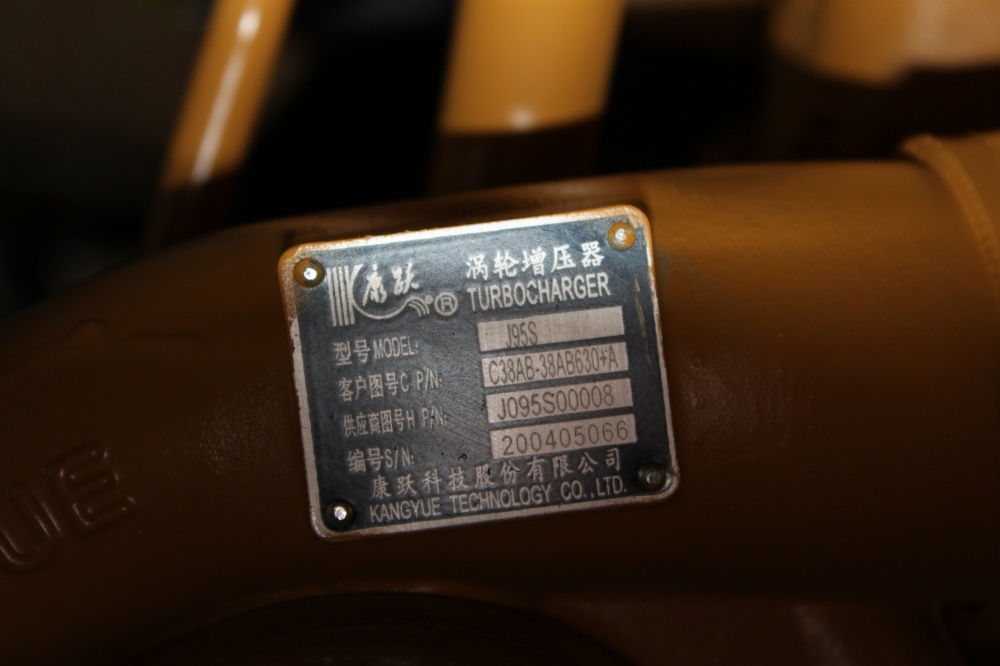 康跃® 涡轮增压器
TURBOCHARGER
型号MODEL: J95S
客户图号C P/N: C38AB-38AB630+A
供应商图号H P/N: J095S00008
编号S/N: 200405066
康跃科技股份有限公司
KANGYUE TECHNOLOGY CO.,LTD.
UE